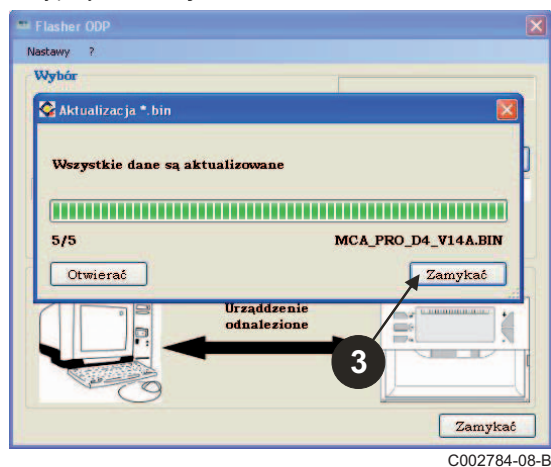 Flasher ODP
Nastawy ?
Wybór
Aktualizacja *.bin
Wszystkie dane są aktualizowane
5/5 MCA_PRO_D4_V14A.BIN
Otwierać Zamykać
Urządzenie
odnalezione
3
Zamykać
C002784-08-B